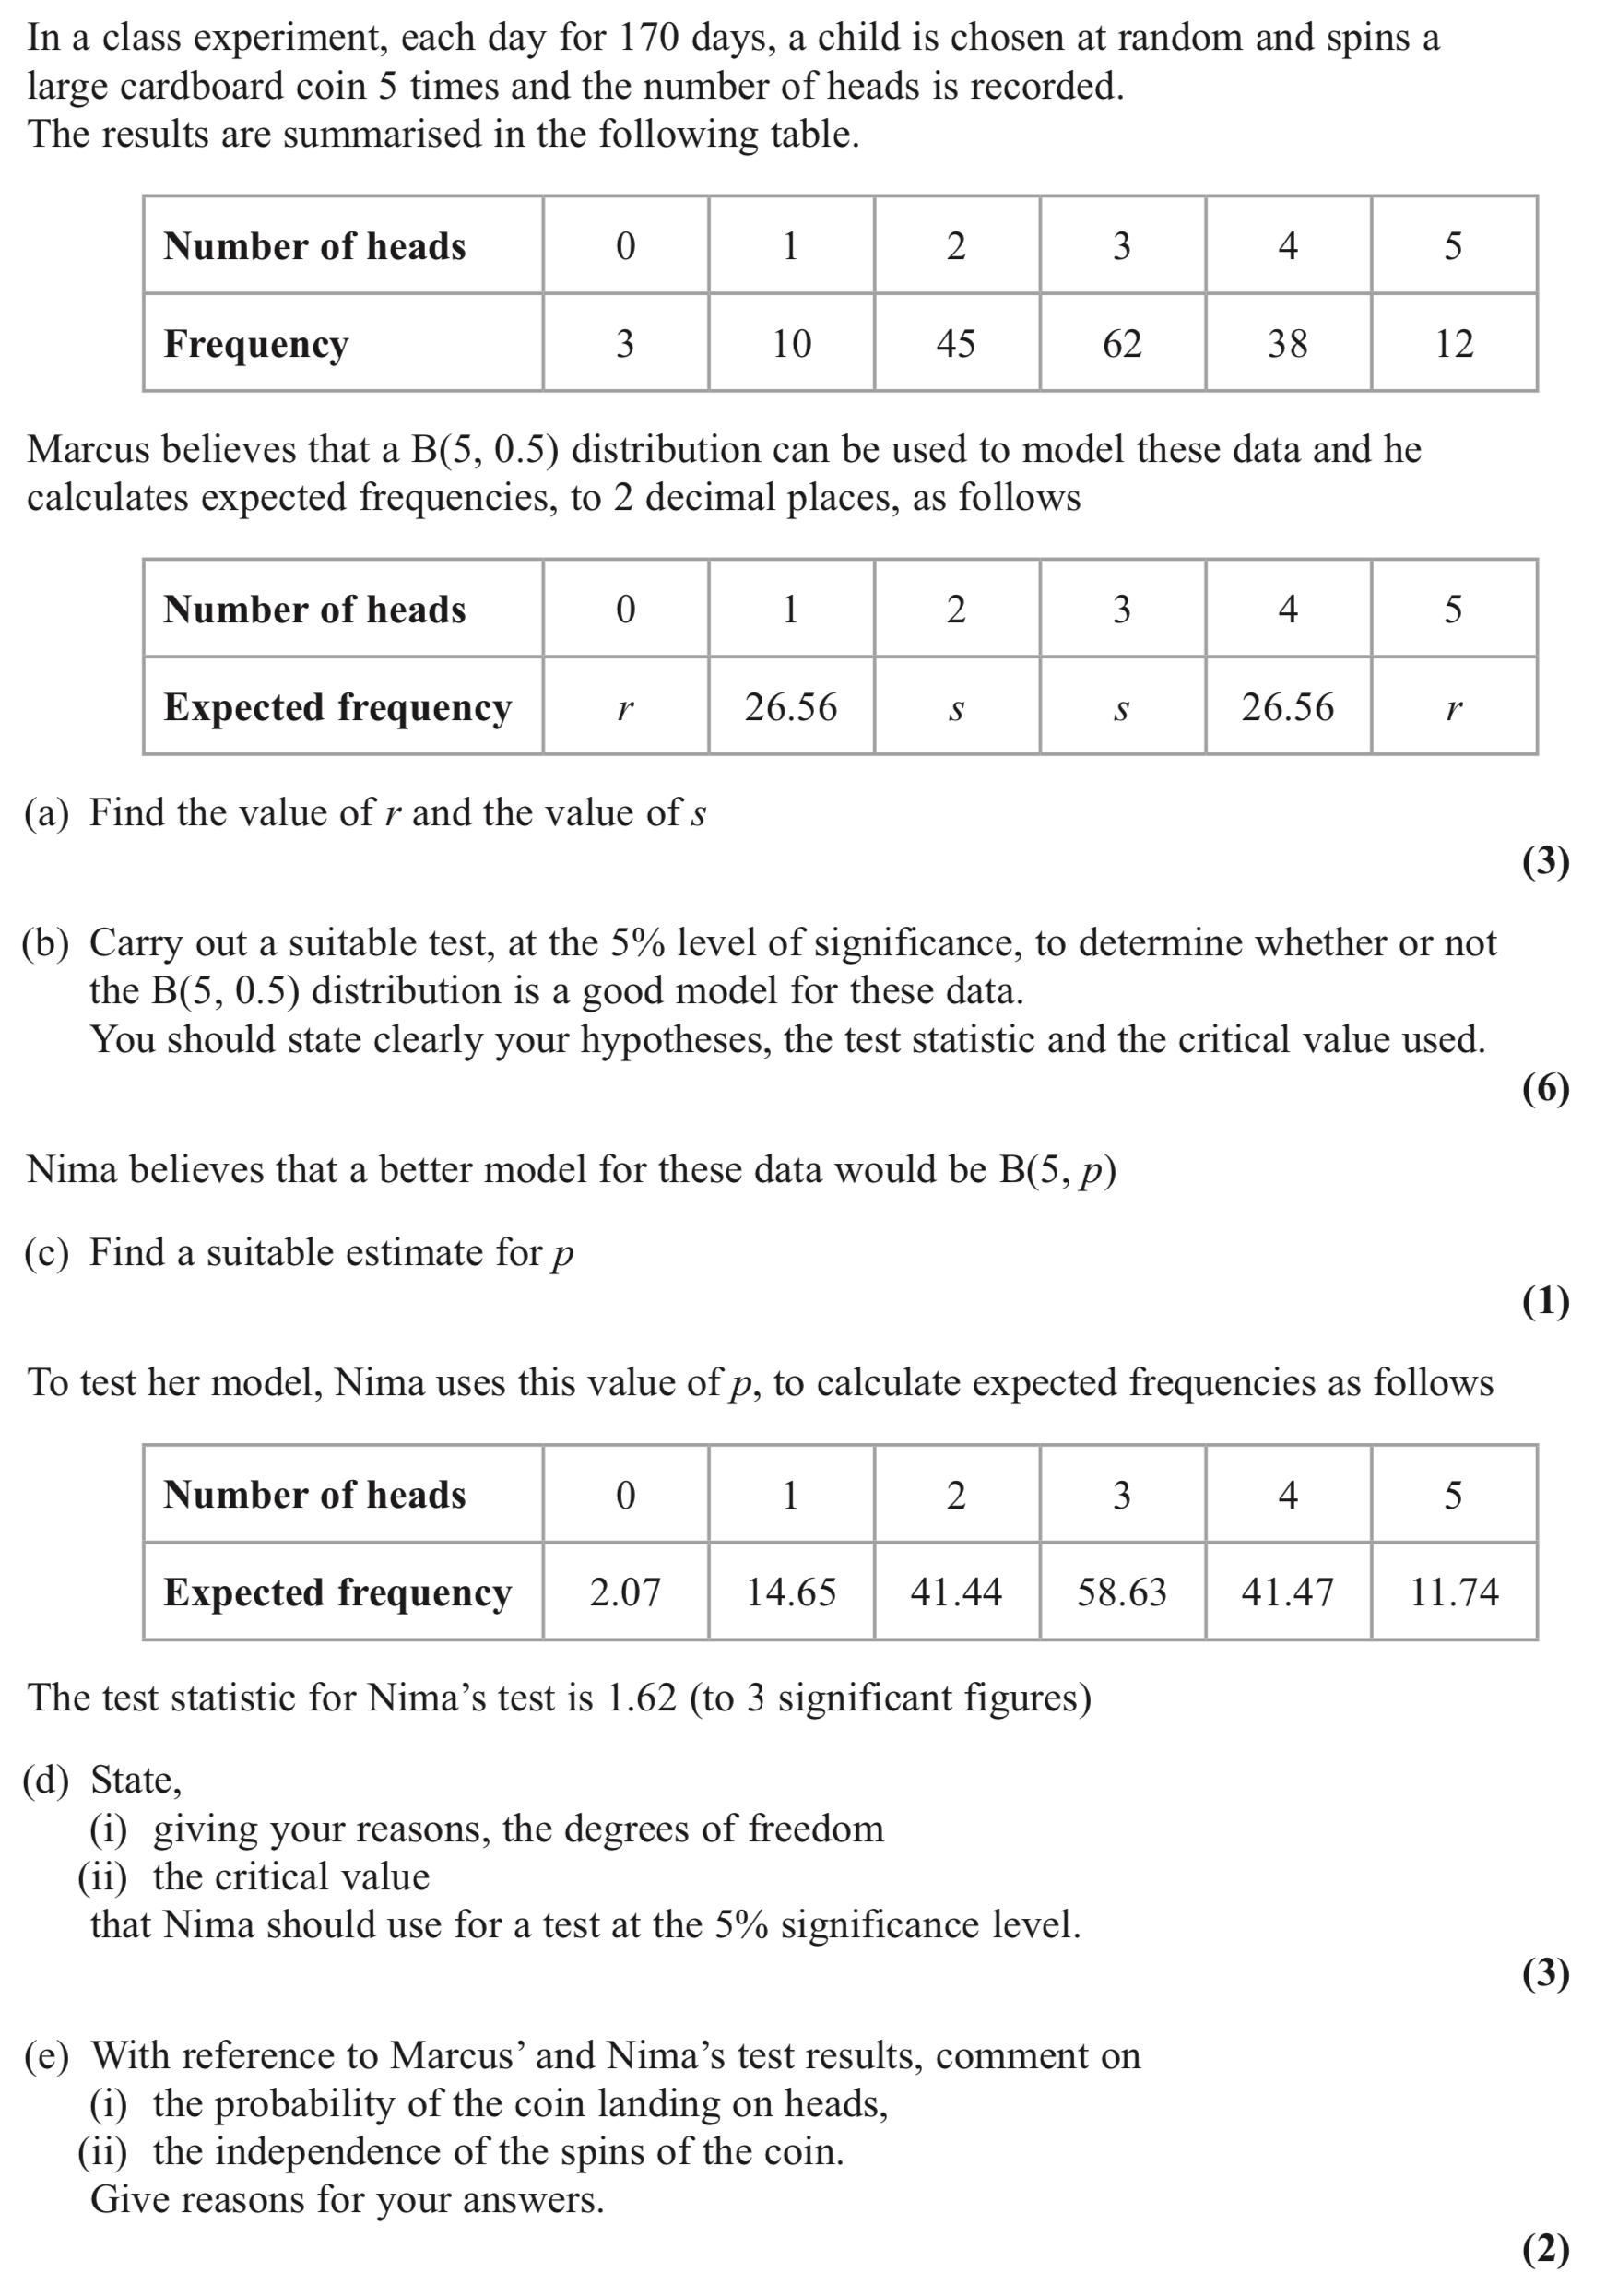 In a class experiment, each day for 170 days, a child is chosen at random and spins a
large cardboard coin 5 times and the number of heads is recorded.
The results are summarised in the following table.
Number of heads 0 1 2 3 4 5
Frequency 3 10 45 62 38 12
Marcus believes that a B(5, 0.5) distribution can be used to model these data and he
calculates expected frequencies, to 2 decimal places, as follows
Number of heads 0 1 2 3 4 5
Expected frequency r 26.56 s s 26.56 r
(a) Find the value of r and the value of s
(3)
(b) Carry out a suitable test, at the 5% level of significance, to determine whether or not
the B(5, 0.5) distribution is a good model for these data.
You should state clearly your hypotheses, the test statistic and the critical value used.
(6)
Nima believes that a better model for these data would be B(5, p)
(c) Find a suitable estimate for p
(1)
To test her model, Nima uses this value of p, to calculate expected frequencies as follows
Number of heads 0 1 2 3 4 5
Expected frequency 2.07 14.65 41.44 58.63 41.47 11.74
The test statistic for Nima’s test is 1.62 (to 3 significant figures)
(d) State,
(i) giving your reasons, the degrees of freedom
(ii) the critical value
that Nima should use for a test at the 5% significance level.
(3)
(e) With reference to Marcus’ and Nima’s test results, comment on
(i) the probability of the coin landing on heads,
(ii) the independence of the spins of the coin.
Give reasons for your answers.
(2)